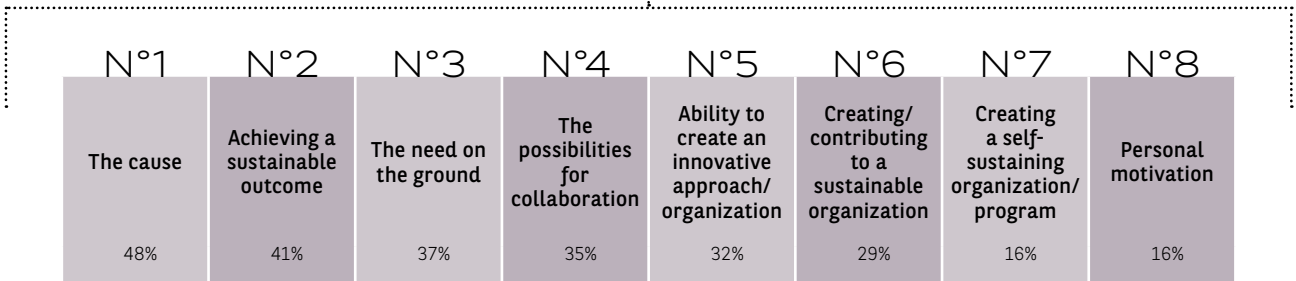 N°1 N°2 N°3 N°4 N°5 N°6 N°7 N°8
The cause
48%
Achieving a
sustainable
outcome
41%
The need on
the ground
37%
The
possibilities
for
collaboration
35%
Ability to
create an
innovative
approach/
organization
32%
Creating/
contributing
to a
sustainable
organization
29%
Creating
a self-
sustaining
organization/
program
16%
Personal
motivation
16%